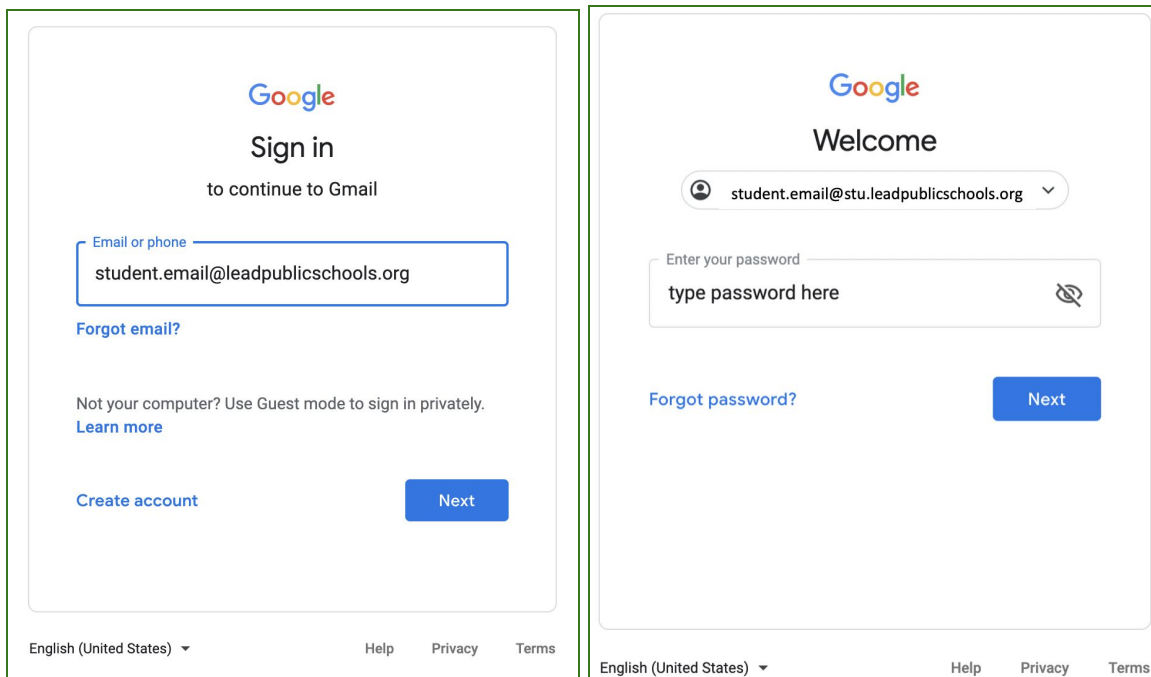 Google
Sign in
to continue to Gmail
Email or phone
student.email@leadpublicschools.org
Forgot email?
Not your computer? Use Guest mode to sign in privately.
Learn more
Create account
Next
English (United States)
Help
Privacy
Terms
Google
Welcome
student.email@stu.leadpublicschools.org
Enter your password
type password here
Forgot password?
Next
English (United States)
Help
Privacy
Terms